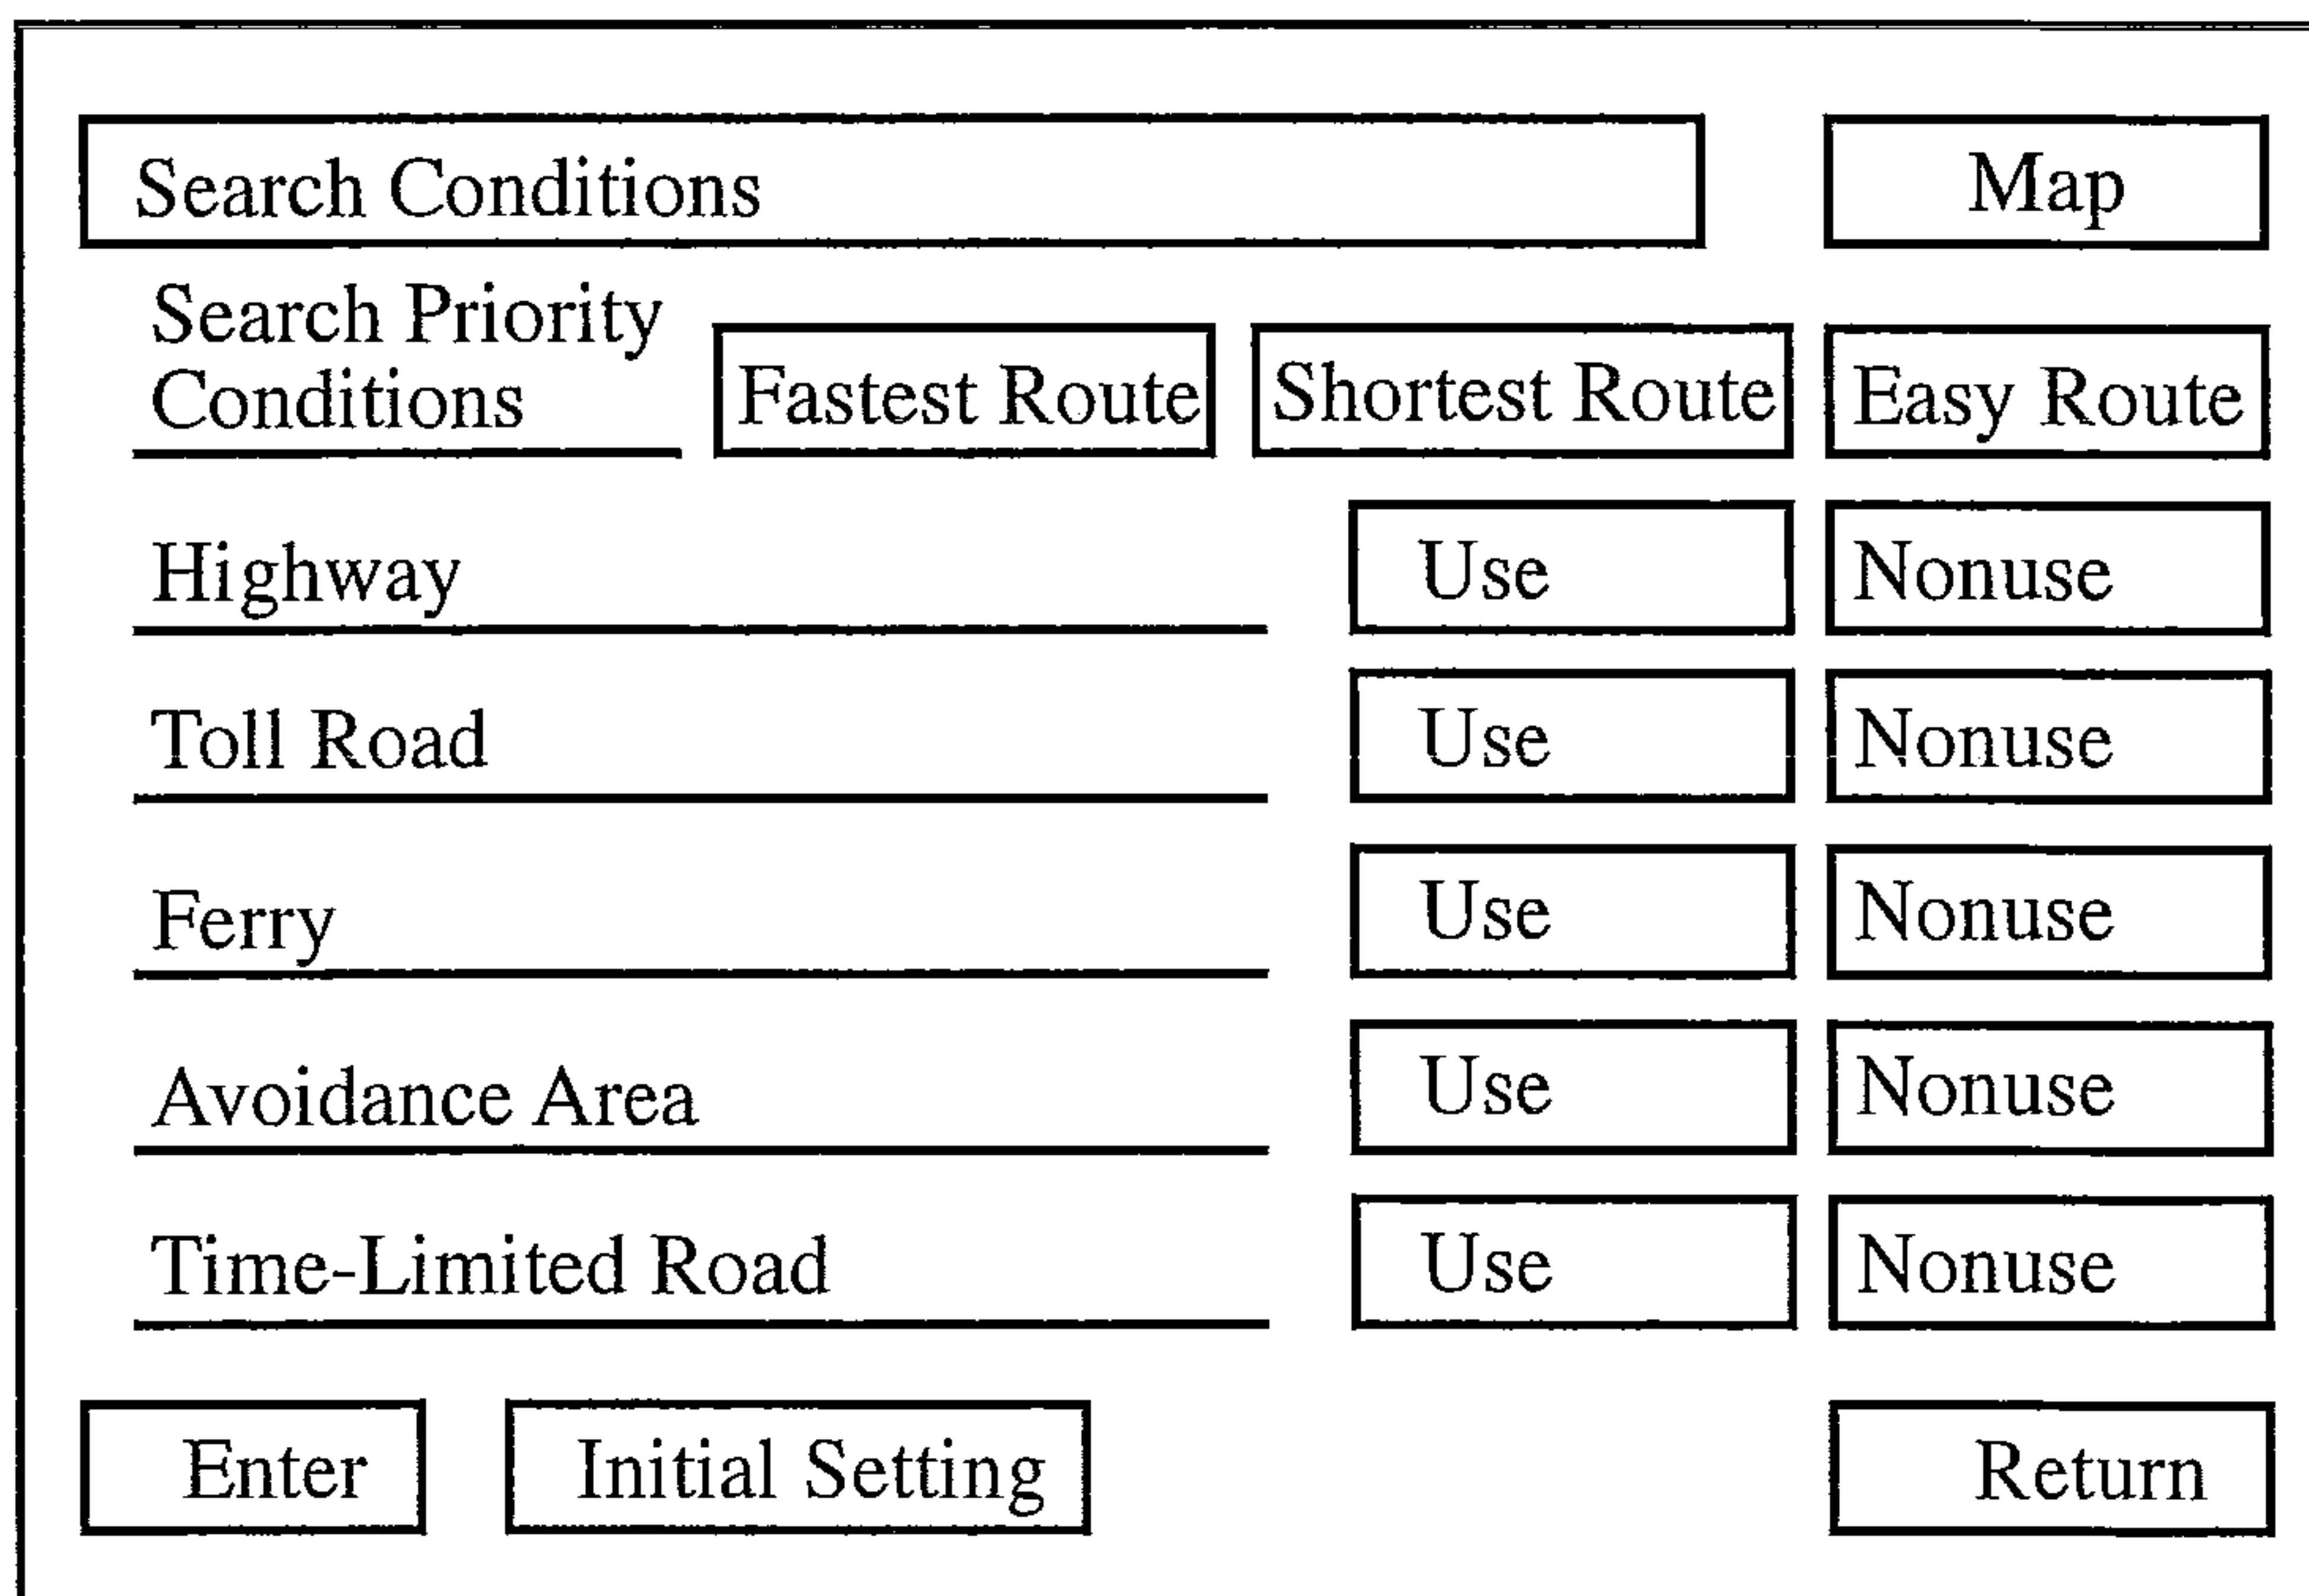 Search Conditions Map
Search Priority
Conditions Fastest Route Shortest Route Easy Route
Highway Use Nonuse
Toll Road Use Nonuse
Ferry Use Nonuse
Avoidance Area Use Nonuse
Time-Limited Road Use Nonuse
Enter Initial Setting Return